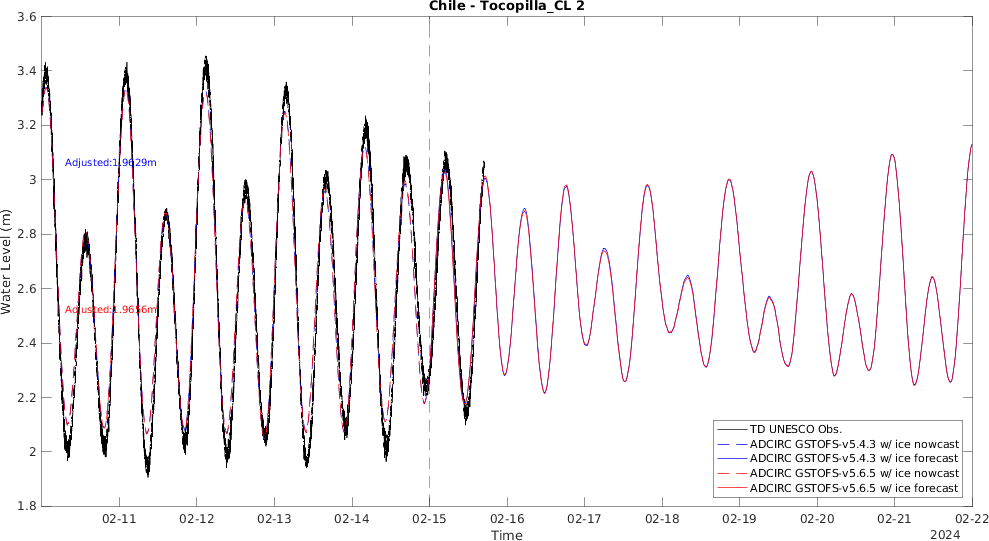 Chile - Tocopilla_CL 2
3.6
3.4
3.2
3
2.8
2.6
2.4
2.2
2
1.8
Water Level (m)
Adjusted:1.9629m
Adjusted:1.9656m
TD UNESCO Obs.
ADCIRC GSTOFS-v5.4.3 w/ ice nowcast
ADCIRC GSTOFS-v5.4.3 w/ ice forecast
ADCIRC GSTOFS-v5.6.5 w/ ice nowcast
ADCIRC GSTOFS-v5.6.5 w/ ice forecast
02-11 02-12 02-13 02-14 02-15 02-16 02-17 02-18 02-19 02-20 02-21 02-22
Time
2024